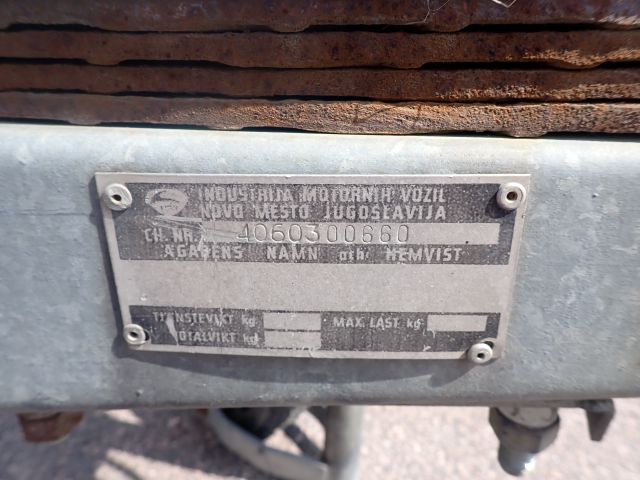 INDUSTRIJA MOTORNIH VOZIL
NOVO MESTO JUGOSLAVIJA
CH. NR. 4060300660
ÄGARENS NAMN och HEMVIST
TJÄNSTEVIKT kg MAX. LAST kg
TOTALVIKT kg